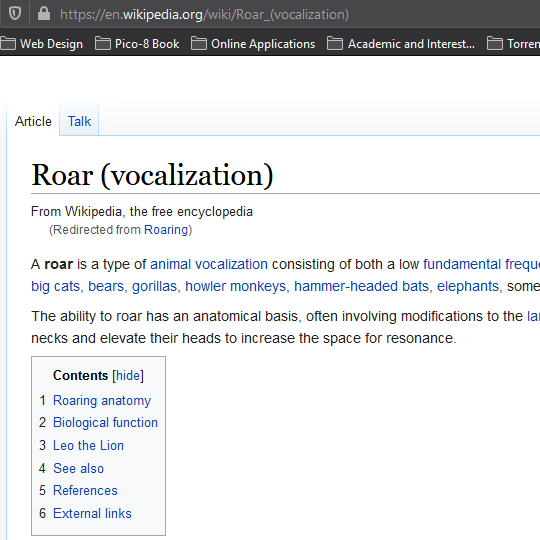 https://en.wikipedia.org/wiki/Roar_(vocalization)
Web Design Pico-8 Book Online Applications Academic and Interest... Torren
Article Talk
Roar (vocalization)
From Wikipedia, the free encyclopedia
(Redirected from Roaring)
A roar is a type of animal vocalization consisting of both a low fundamental freque
big cats, bears, gorillas, howler monkeys, hammer-headed bats, elephants, some
The ability to roar has an anatomical basis, often involving modifications to the la
necks and elevate their heads to increase the space for resonance.
Contents [hide]
1 Roaring anatomy
2 Biological function
3 Leo the Lion
4 See also
5 References
6 External links